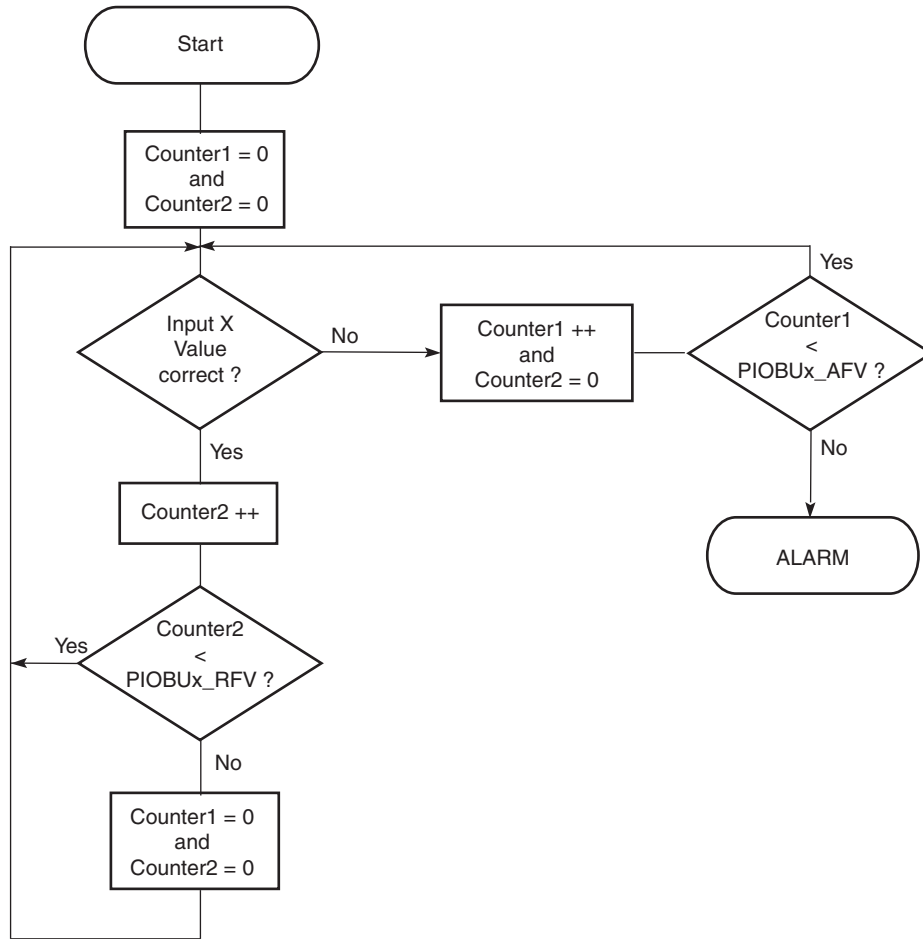 Start
Counter1 = 0
and
Counter2 = 0
Input X
Value
correct ?
No
Counter1 ++
and
Counter2 = 0
Counter1
<
PIOBUx_AFV ?
Yes
No
ALARM
Yes
Counter2 ++
Counter2
<
PIOBUx_RFV ?
Yes
No
Counter1 = 0
and
Counter2 = 0